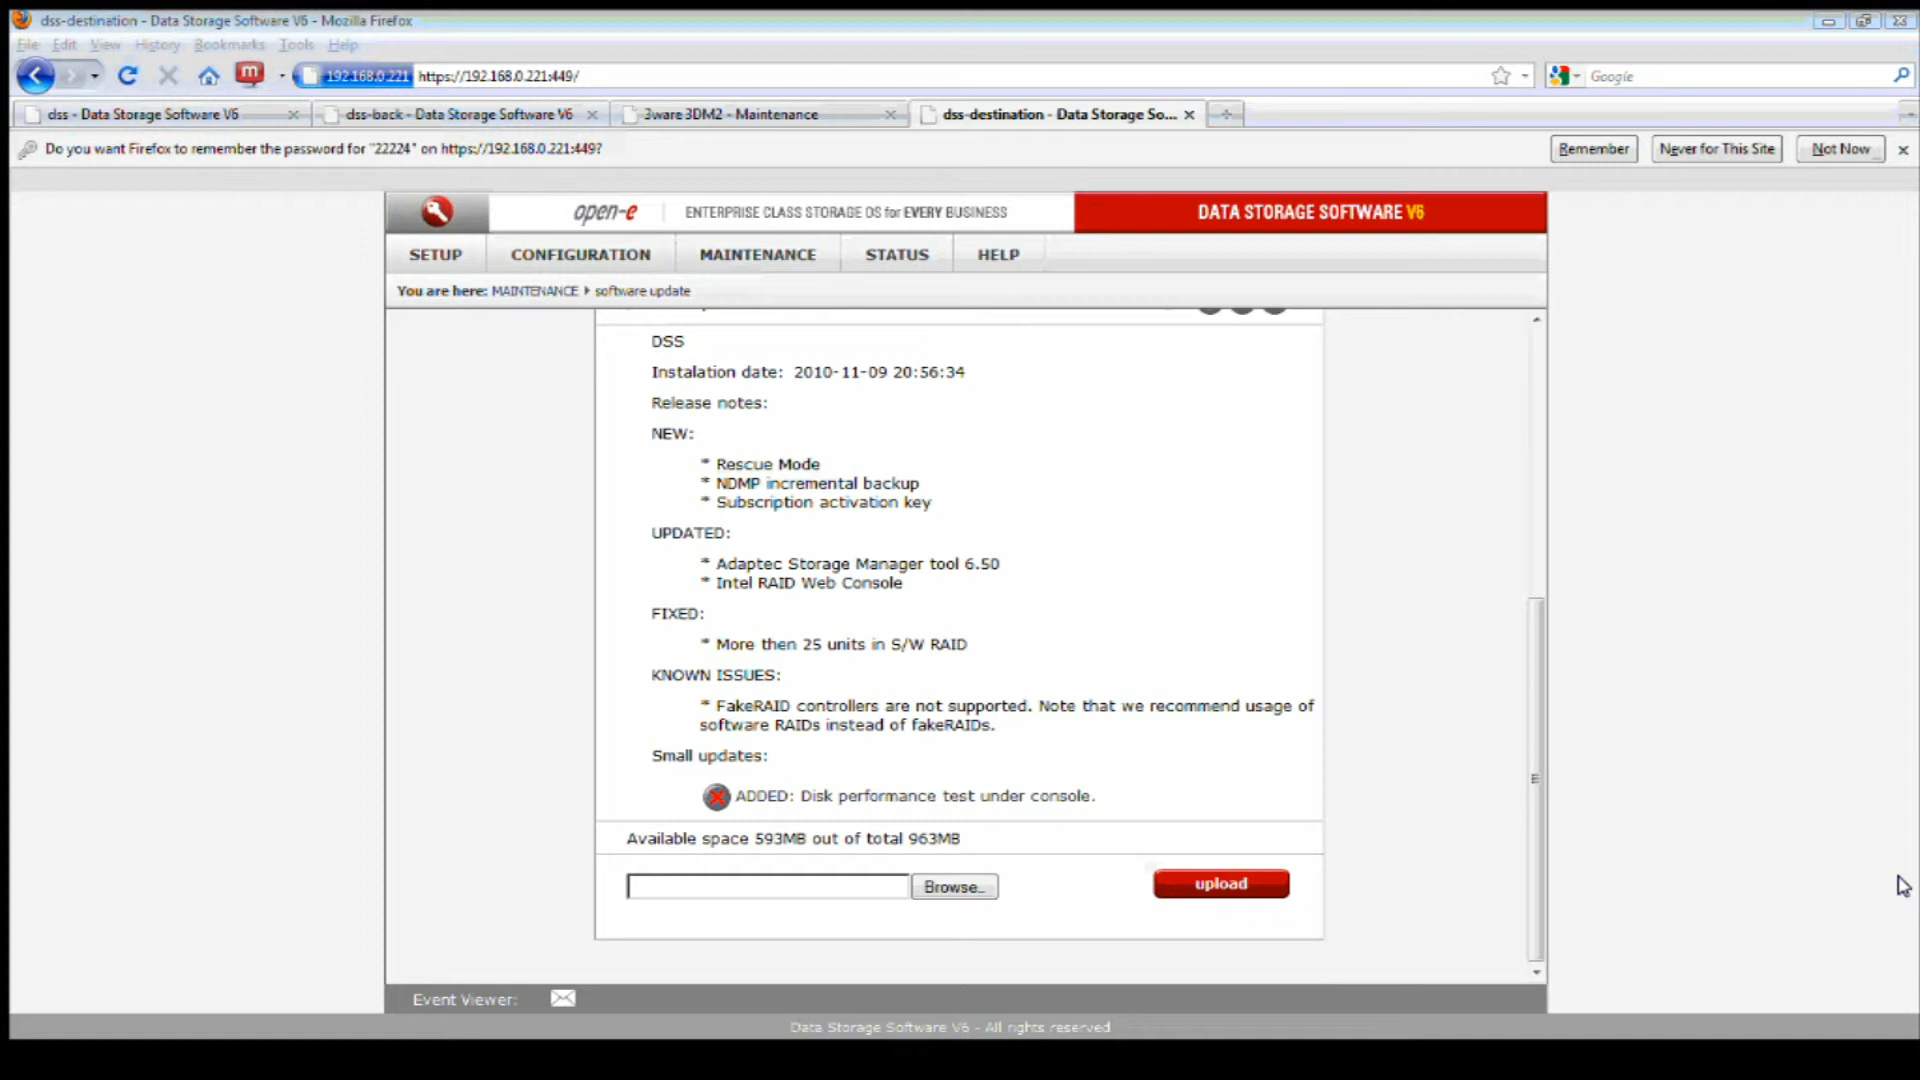 dss-destination - Data Storage Software V6 - Mozilla Firefox
File Edit View History Bookmarks Tools Help
192.168.0.221 https://192.168.0.221:449/ Google
dss - Data Storage Software V6 dss-back - Data Storage Software V6 3ware 3DM2 - Maintenance dss-destination - Data Storage So...
Do you want Firefox to remember the password for "22224" on https://192.168.0.221:449? Remember Never for This Site Not Now
open-e ENTERPRISE CLASS STORAGE OS for EVERY BUSINESS DATA STORAGE SOFTWARE V6
SETUP CONFIGURATION MAINTENANCE STATUS HELP
You are here: MAINTENANCE software update
DSS
Instalation date: 2010-11-09 20:56:34
Release notes:
NEW:
* Rescue Mode
* NDMP incremental backup
* Subscription activation key
UPDATED:
* Adaptec Storage Manager tool 6.50
* Intel RAID Web Console
FIXED:
* More then 25 units in S/W RAID
KNOWN ISSUES:
* FakeRAID controllers are not supported. Note that we recommend usage of
software RAIDs instead of fakeRAIDs.
Small updates:
ADDED: Disk performance test under console.
Available space 593MB out of total 963MB
Browse... upload
Event Viewer:
Data Storage Software V6 - All rights reserved